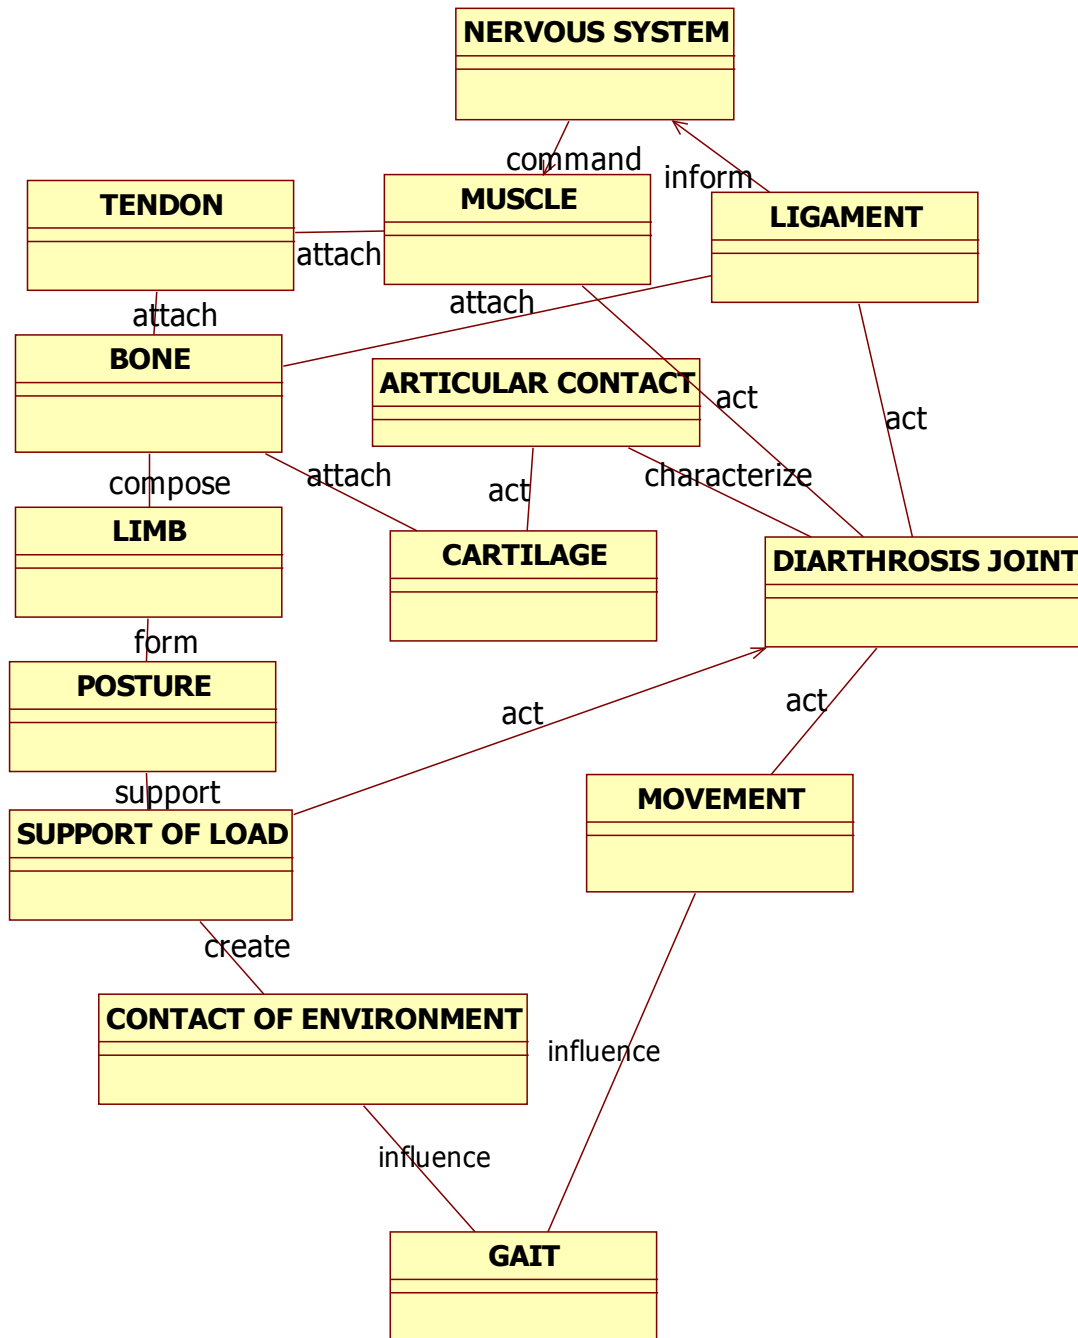 NERVOUS SYSTEM
command
inform
TENDON
MUSCLE
LIGAMENT
attach
attach
attach
BONE
ARTICULAR CONTACT
act
act
compose
attach
act
characterize
LIMB
CARTILAGE
DIARTHROSIS JOINT
form
POSTURE
act
act
support
MOVEMENT
SUPPORT OF LOAD
create
CONTACT OF ENVIRONMENT
influence
influence
GAIT